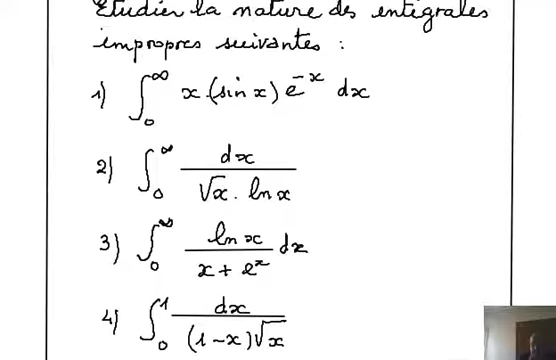 Etudier la nature des intégrales
impropres suivantes :
1) ∫₀^∞ x.(sin x) e^{-x} dx
2) ∫₀^∞ dx / (√x . ln x)
3) ∫₀^∞ ln x / (x + e^x) dx
4) ∫₀^1 dx / ((1-x)√x)